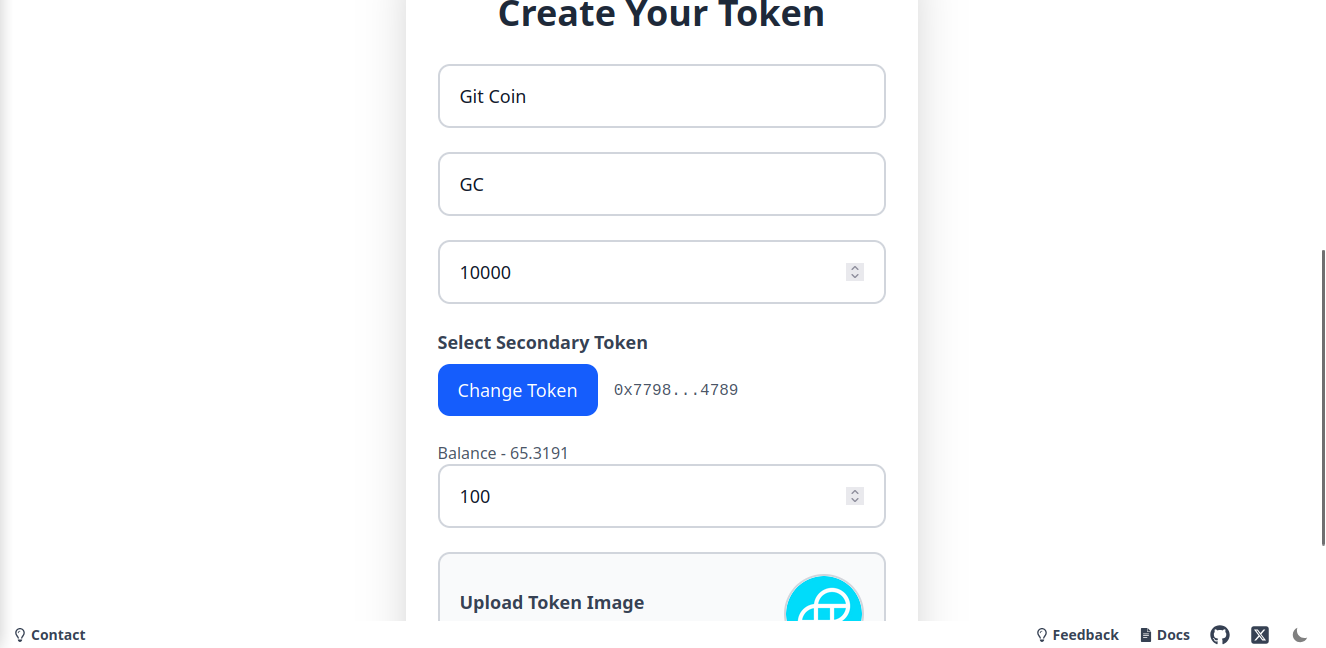 Create Your Token
Git Coin
GC
10000
Select Secondary Token
Change Token 0x7798...4789
Balance - 65.3191
100
Upload Token Image
Contact Feedback Docs